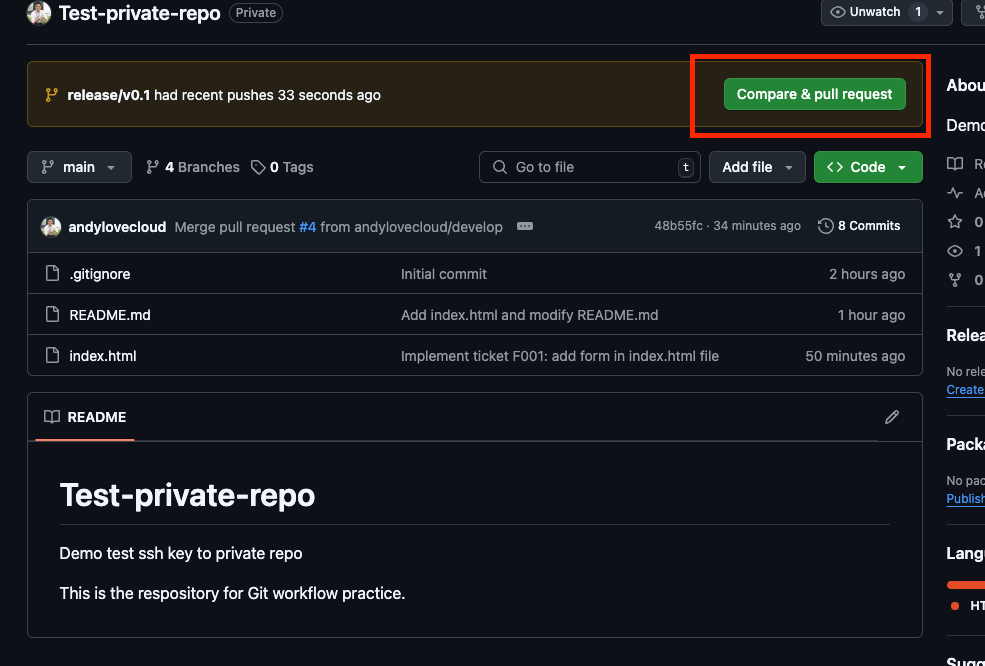 Test-private-repo Private Unwatch 1
release/v0.1 had recent pushes 33 seconds ago Compare & pull request
main 4 Branches 0 Tags Go to file t Add file Code
andylovecloud Merge pull request #4 from andylovecloud/develop 48b55fc · 34 minutes ago 8 Commits
.gitignore Initial commit 2 hours ago
README.md Add index.html and modify README.md 1 hour ago
index.html Implement ticket F001: add form in index.html file 50 minutes ago
README
Test-private-repo
Demo test ssh key to private repo
This is the respository for Git workflow practice.
Abou
Demo
R
A
0
1
0
Relea
No rele
Create
Packa
No pac
Publish
Lang
HT
Sugg